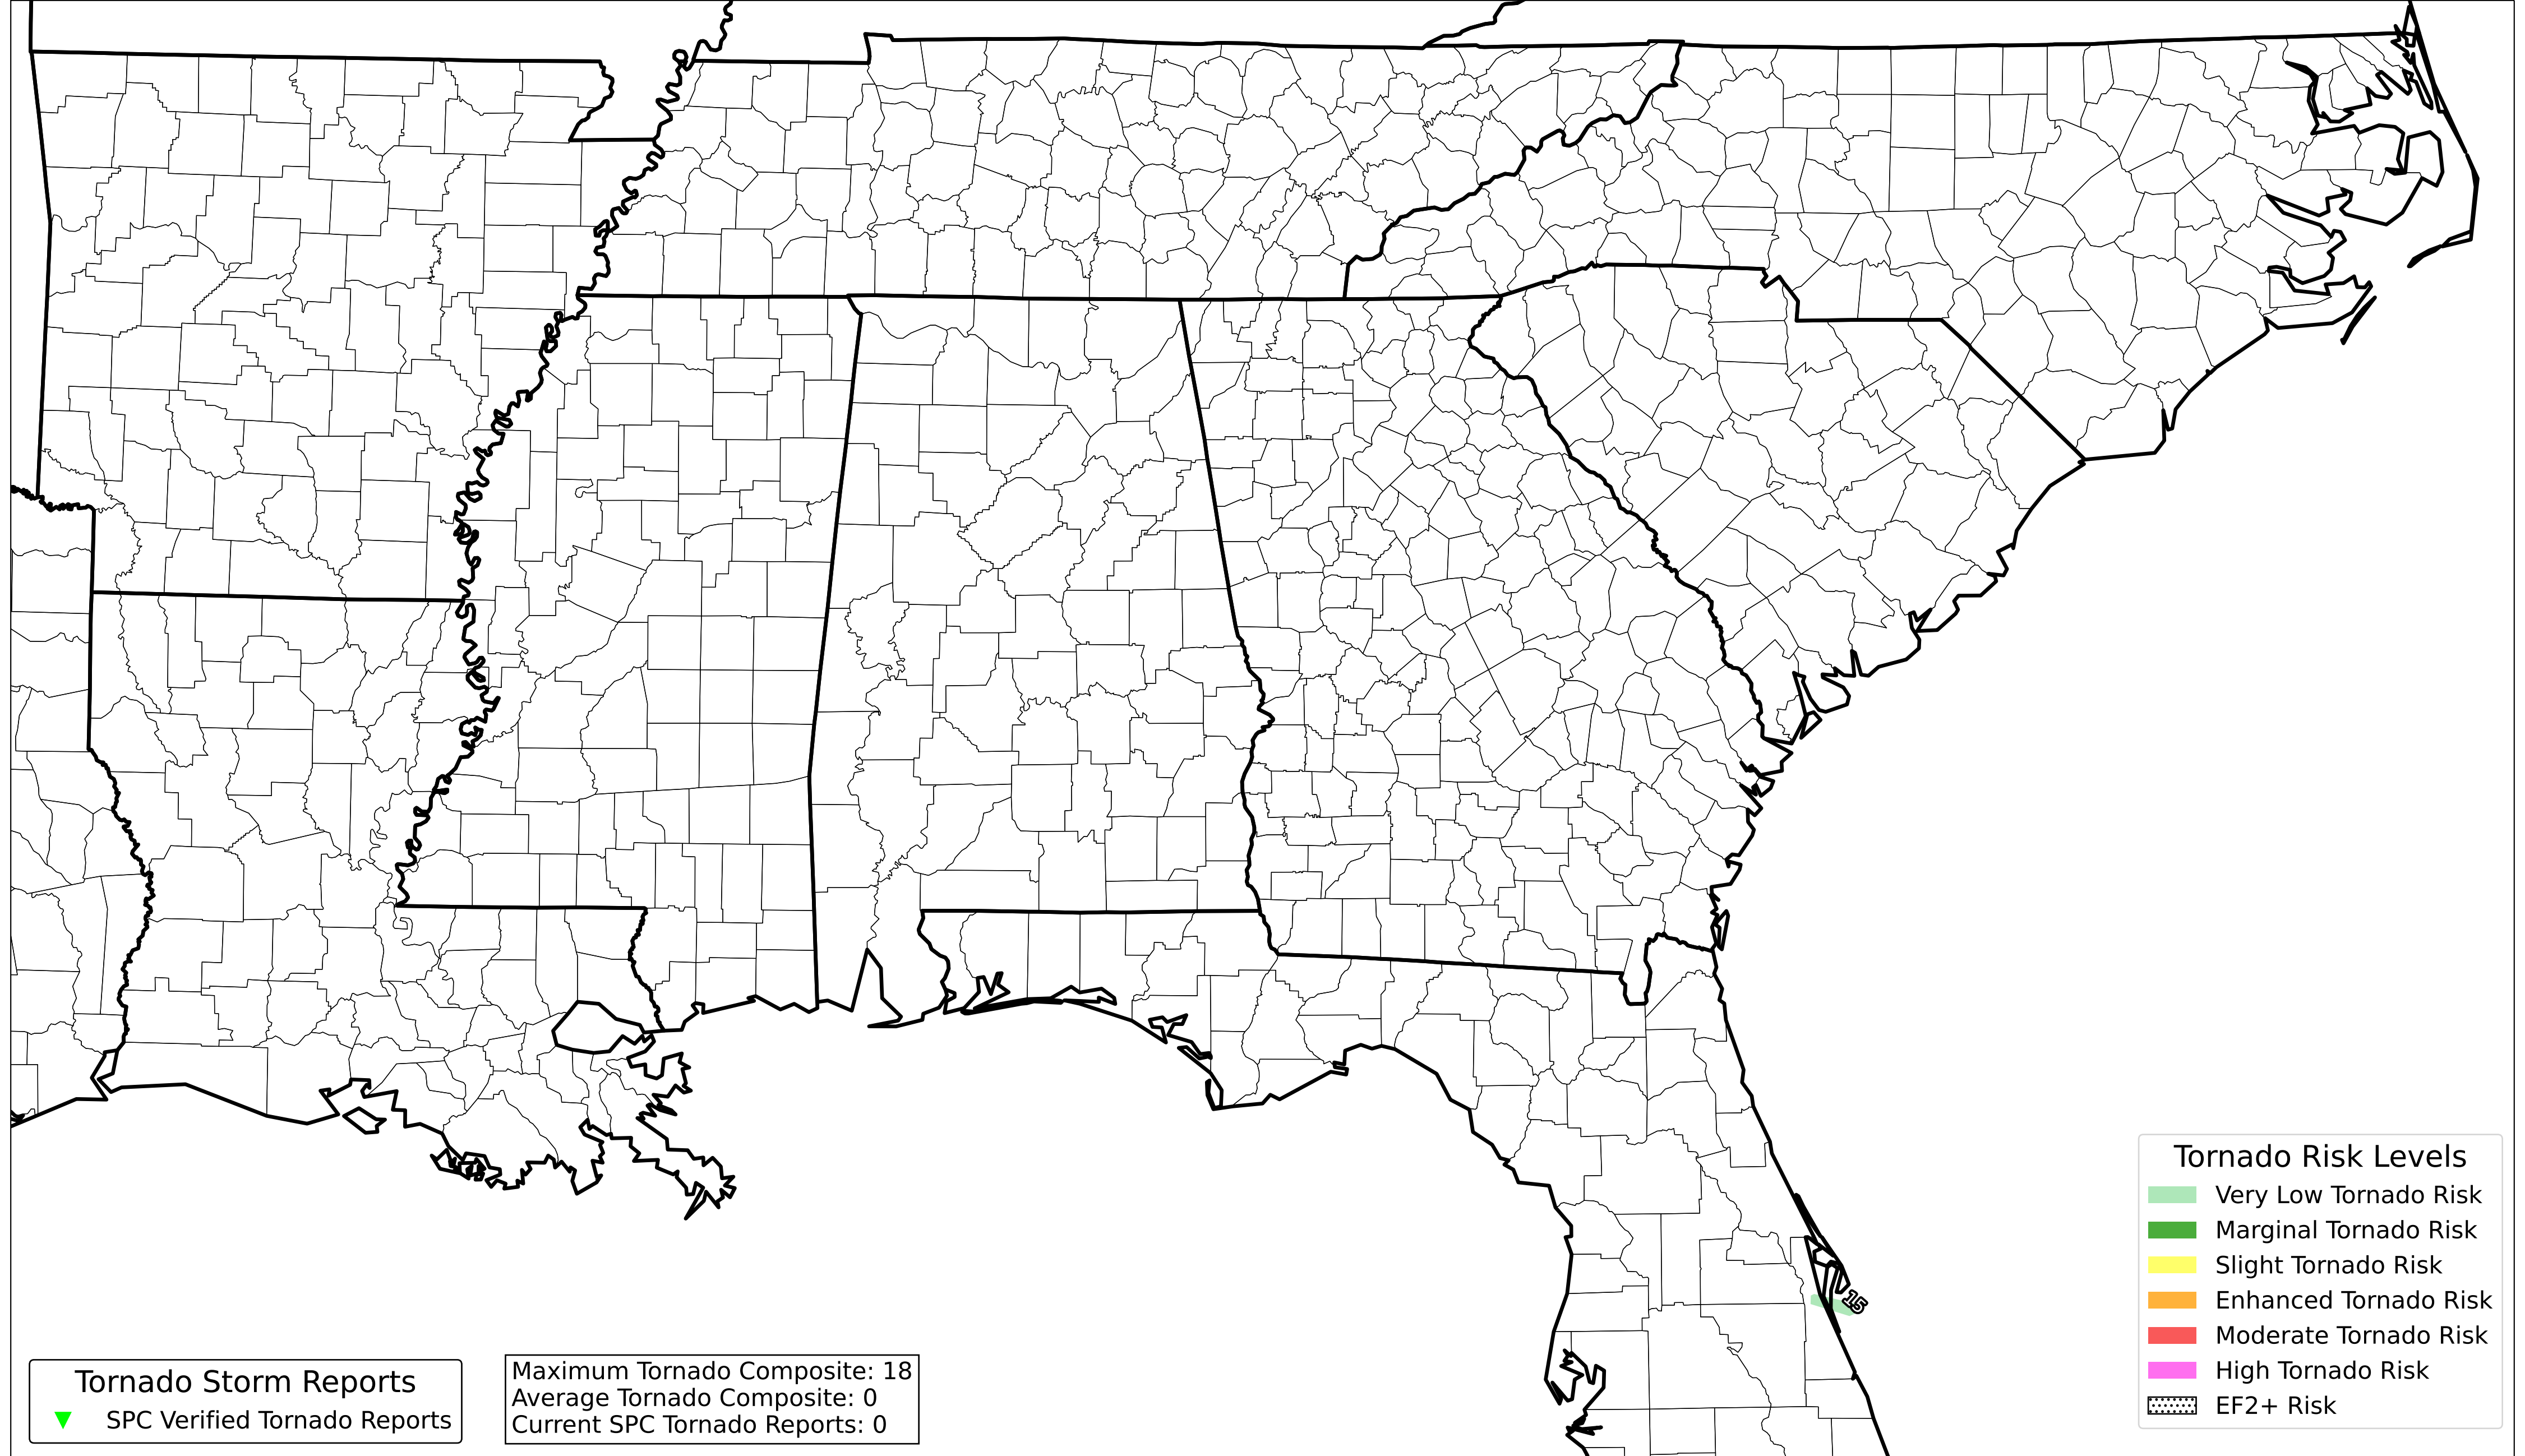 15
Tornado Risk Levels
Very Low Tornado Risk
Marginal Tornado Risk
Slight Tornado Risk
Enhanced Tornado Risk
Moderate Tornado Risk
High Tornado Risk
EF2+ Risk
Tornado Storm Reports
SPC Verified Tornado Reports
Maximum Tornado Composite: 18
Average Tornado Composite: 0
Current SPC Tornado Reports: 0